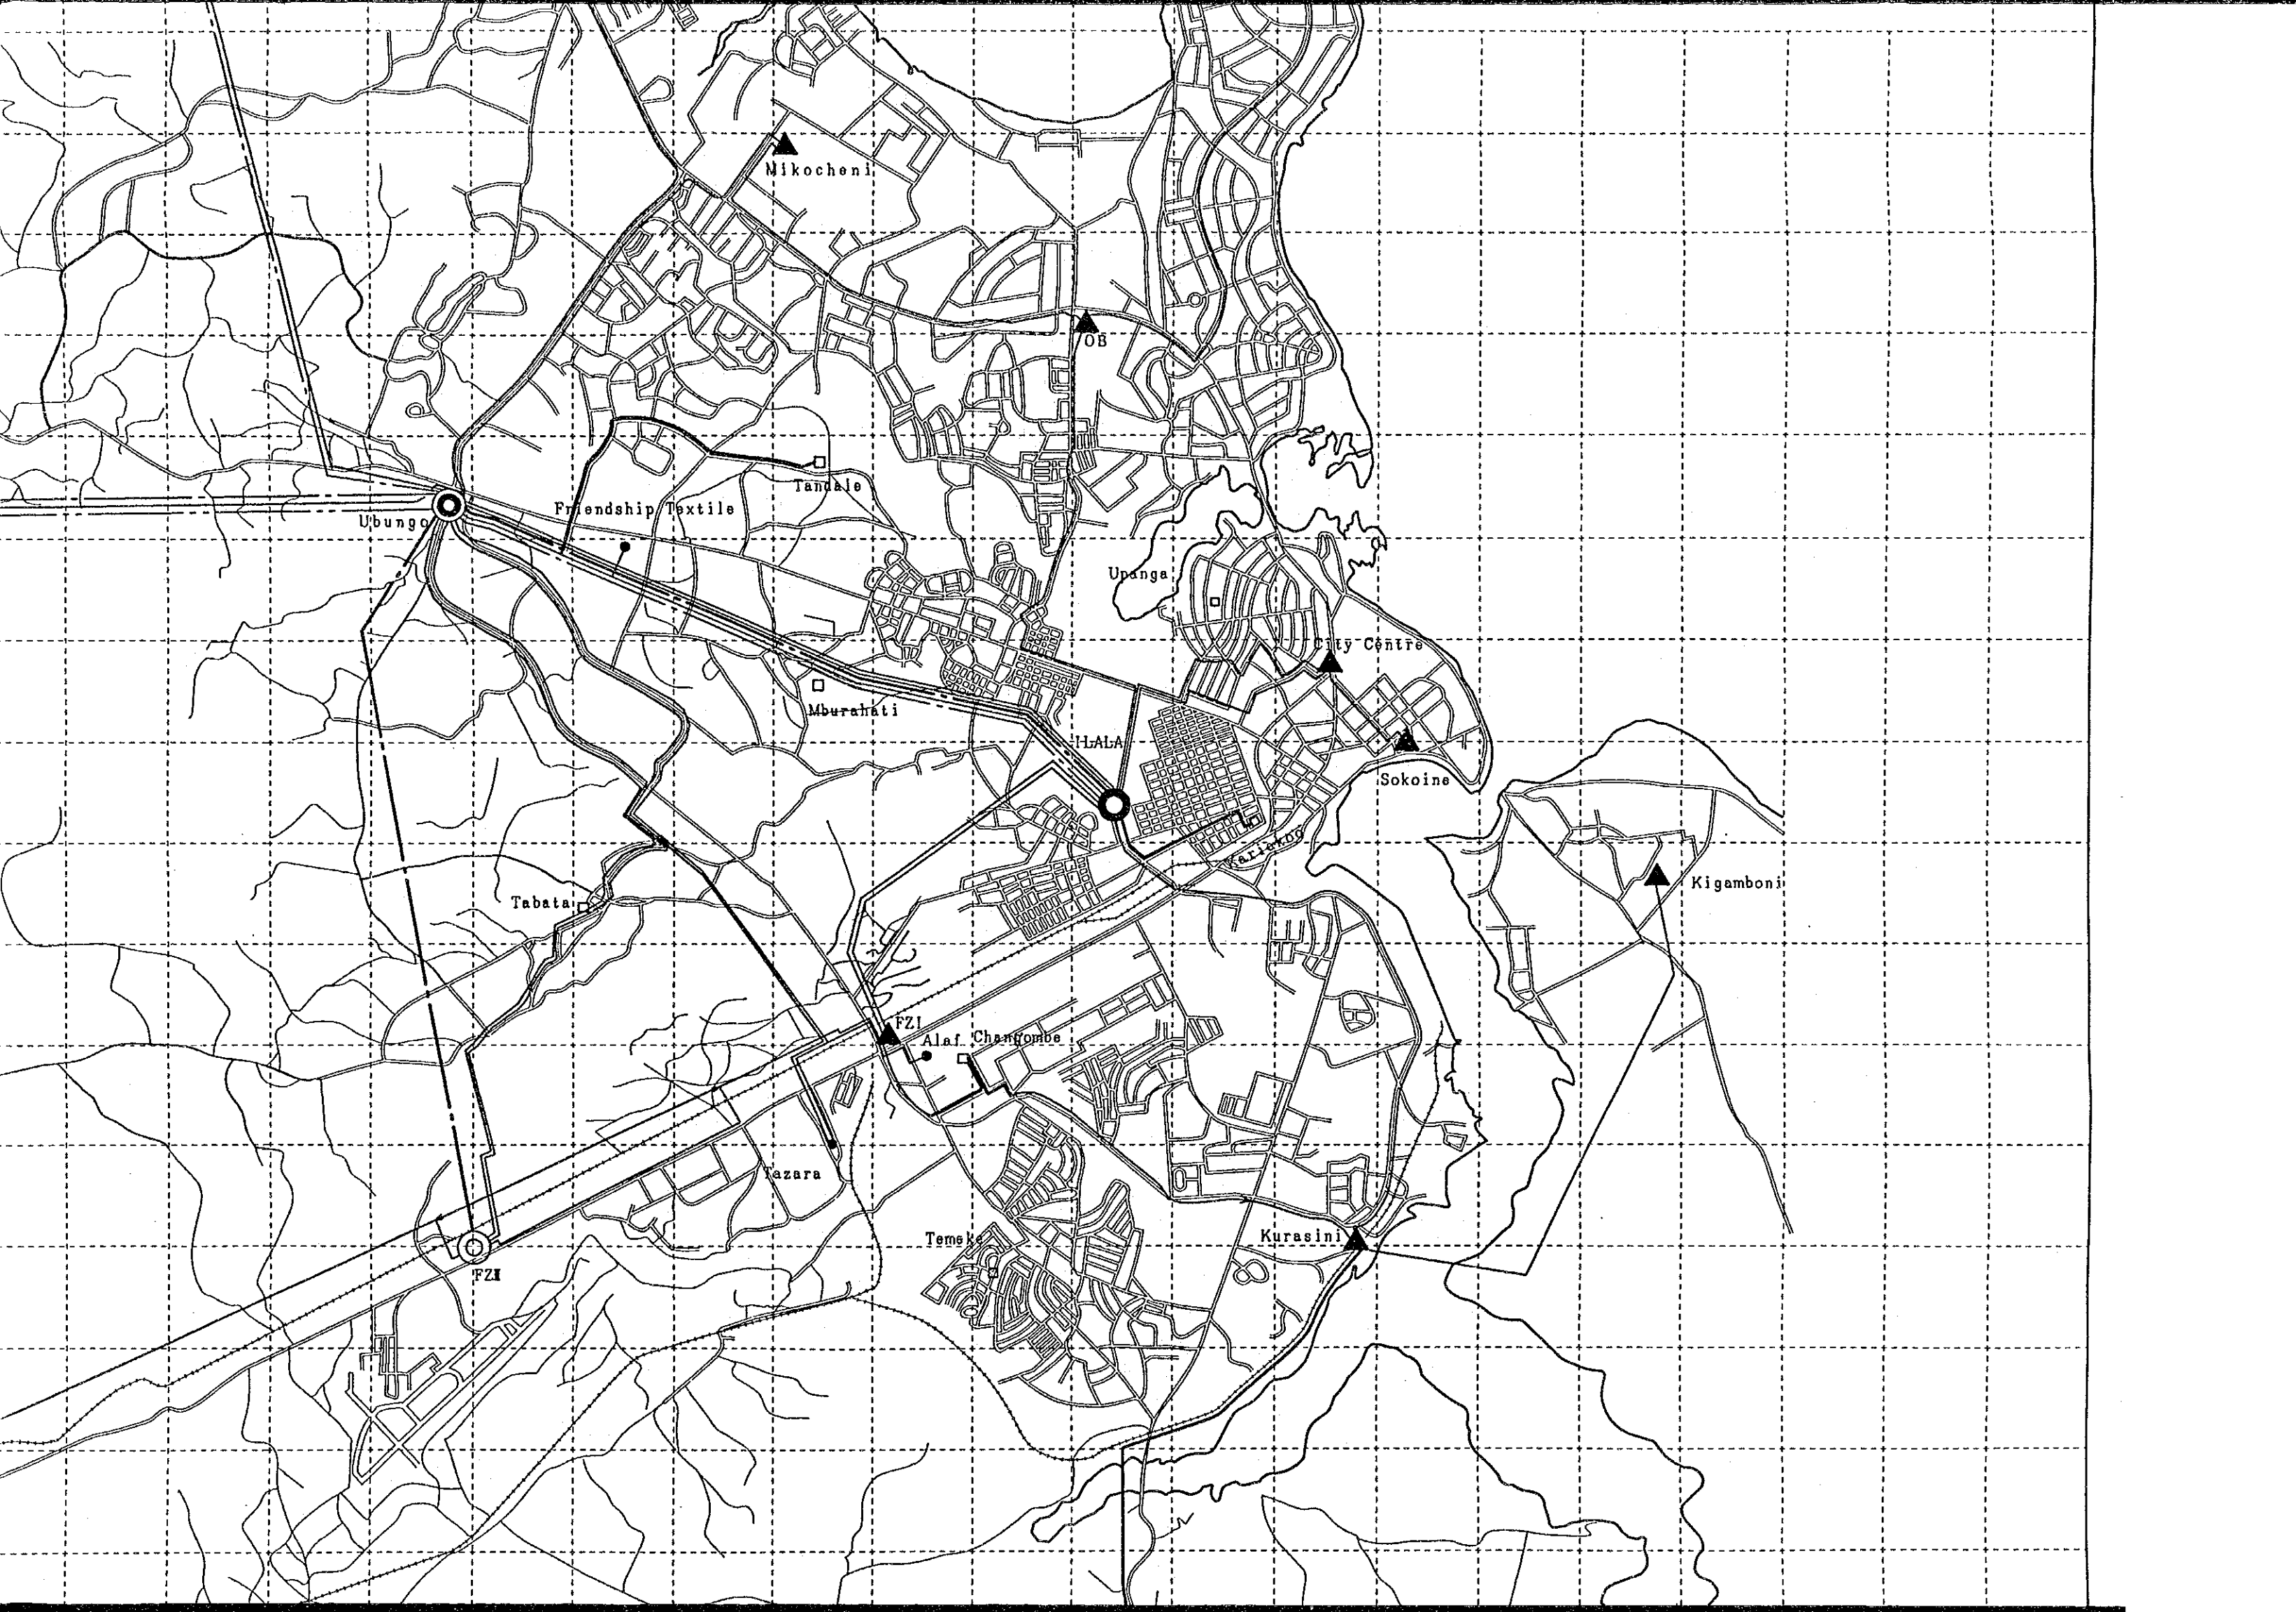 Mikocheni
OB
Tandale
Friendship Textile
Ubungo
Upanga
City Centre
Mburahati
ILALA
Sokoine
Kariakoo
Kigamboni
Tabata
FZI
Alaf
Changombe
Tazara
Temeke
Kurasini